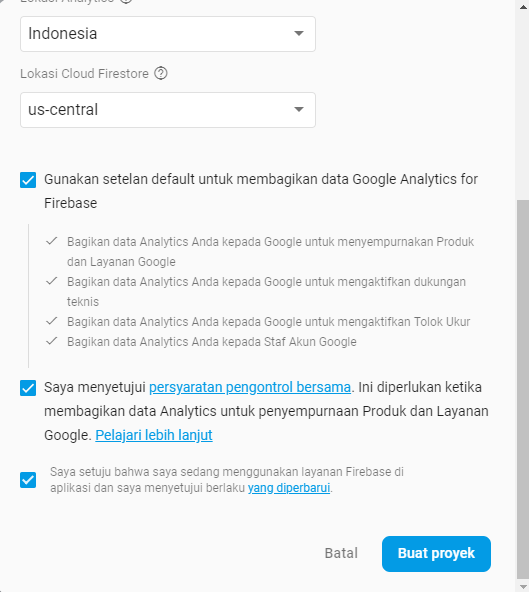 Lokasi Analytics
Indonesia
Lokasi Cloud Firestore
us-central
Gunakan setelan default untuk membagikan data Google Analytics for
Firebase
Bagikan data Analytics Anda kepada Google untuk menyempurnakan Produk
dan Layanan Google
Bagikan data Analytics Anda kepada Google untuk mengaktifkan dukungan
teknis
Bagikan data Analytics Anda kepada Google untuk mengaktifkan Tolok Ukur
Bagikan data Analytics Anda kepada Staf Akun Google
Saya menyetujui persyaratan pengontrol bersama. Ini diperlukan ketika
membagikan data Analytics untuk penyempurnaan Produk dan Layanan
Google. Pelajari lebih lanjut
Saya setuju bahwa saya sedang menggunakan layanan Firebase di
aplikasi dan saya menyetujui berlaku yang diperbarui.
Batal
Buat proyek